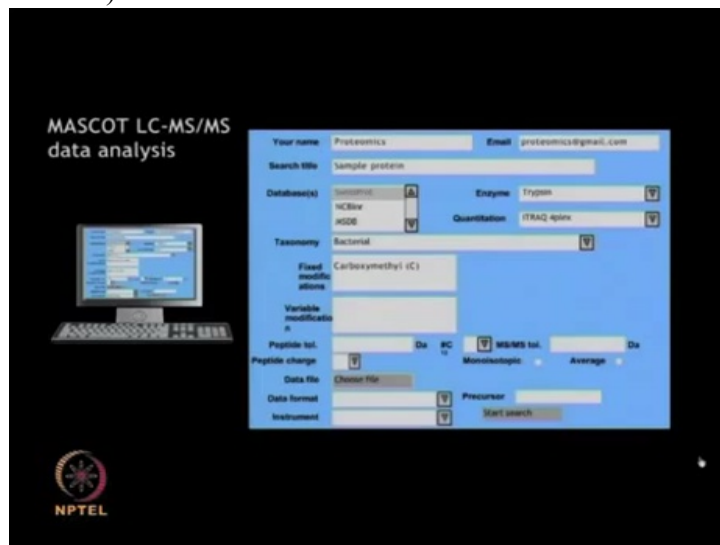 )
MASCOT LC-MS/MS
data analysis
Your name Proteomics Email proteomics@gmail.com
Search title Sample protein
Database(s) SwissProt Enzyme Trypsin
NCBInr
MSDB Quantitation iTRAQ 4plex
Taxonomy Bacterial
Fixed Carboxymethyl (C)
modific
ations
Variable
modificatio
n
Peptide tol. Da #C MS/MS tol. Da
Peptide charge Monoisotopic Average
Data file Choose file
Data format Precursor
Instrument Start search
NPTEL